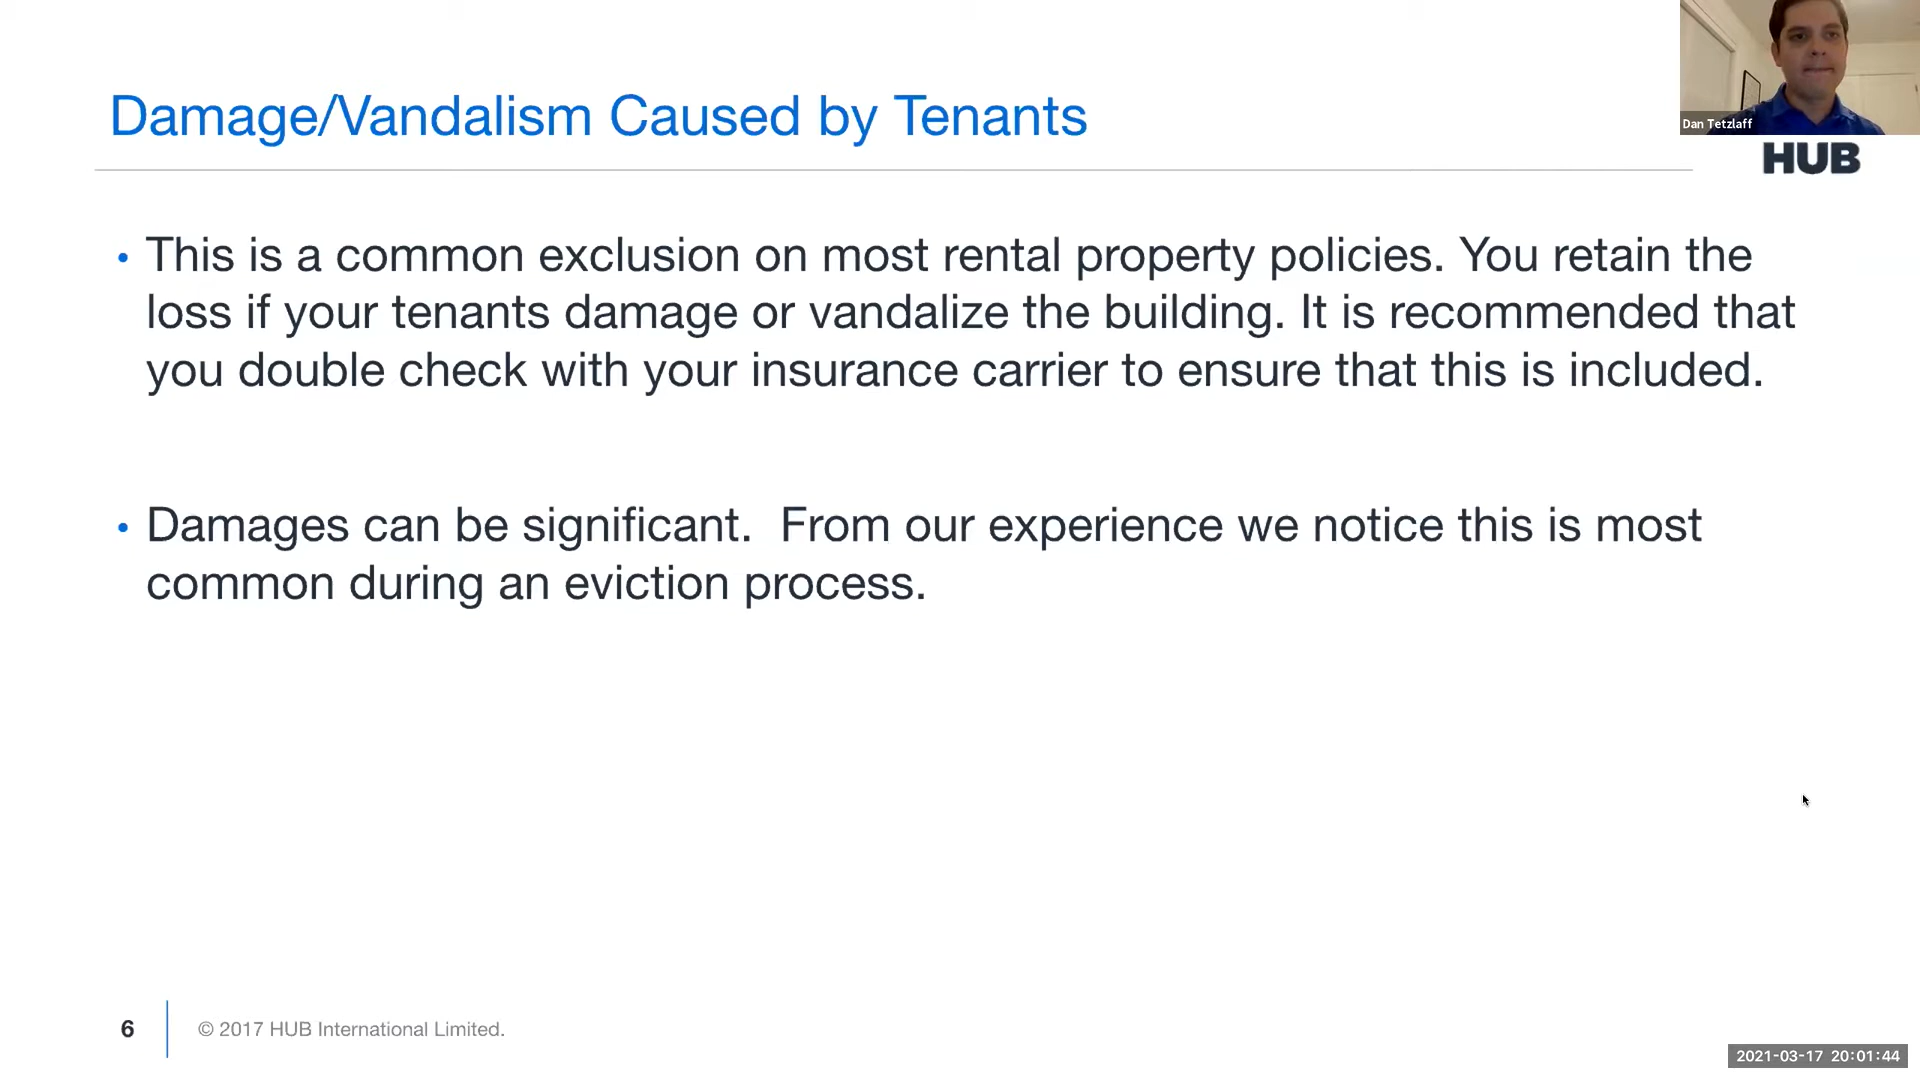 Damage/Vandalism Caused by Tenants
Dan Tetzlaff
HUB
• This is a common exclusion on most rental property policies. You retain the
loss if your tenants damage or vandalize the building. It is recommended that
you double check with your insurance carrier to ensure that this is included.
• Damages can be significant.  From our experience we notice this is most
common during an eviction process.
6
© 2017 HUB International Limited.
2021-03-17 20:01:44